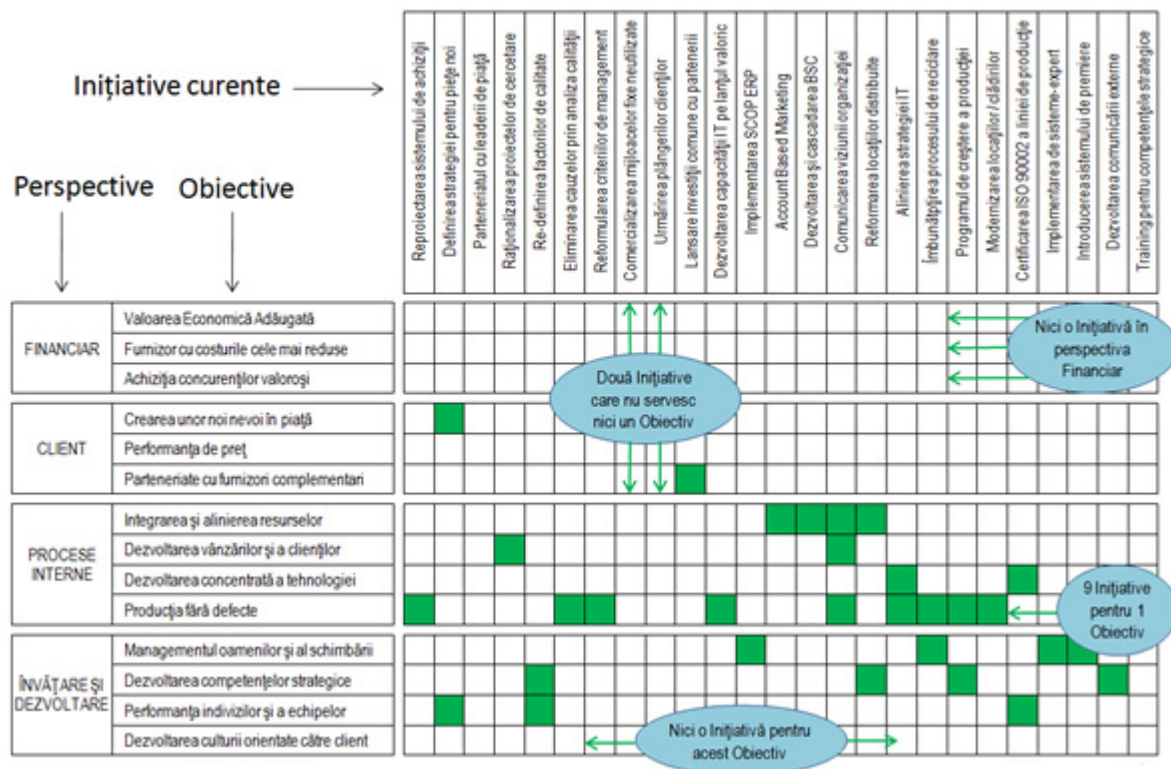 Inițiative curente
Perspective
Obiective
Reproiectarea sistemului de achiziții
Definirea strategiei pentru piețe noi
Parteneriatul cu leaderii de piață
Raționalizarea proiectelor de cercetare
Re-definirea factorilor de calitate
Eliminarea cauzelor prin analiza calității
Reformularea criteriilor de management
Comercializarea mijloacelor fixe neutilizate
Urmărirea plângerilor clienților
Lansare investiții comune cu partenerii
Dezvoltarea capacității IT pe lanțul valoric
Implementarea SCOP ERP
Account Based Marketing
Dezvoltarea și cascadarea BSC
Comunicarea viziunii organizației
Reformarea locațiilor distribuite
Alinierea strategiei IT
Îmbunătățirea procesului de reciclare
Programul de creștere a producției
Modernizarea locațiilor / clădirilor
Certificarea ISO 90002 a liniei de producție
Implementarea de sisteme-expert
Introducerea sistemului de premiere
Dezvoltarea comunicării externe
Training pentru competențele strategice
FINANCIAR
Valoarea Economică Adăugată
Furnizor cu costurile cele mai reduse
Achiziția concurenților valoroși
Nici o Inițiativă în
perspectiva
Financiar
Două Inițiative
care nu servesc
nici un Obiectiv
CLIENT
Crearea unor noi nevoi în piață
Performanța de preț
Parteneriate cu furnizori complementari
PROCESE
INTERNE
Integrarea și alinierea resurselor
Dezvoltarea vânzărilor și a clienților
Dezvoltarea concentrată a tehnologiei
Producția fără defecte
9 Inițiative
pentru 1
Obiectiv
ÎNVĂȚARE ȘI
DEZVOLTARE
Managementul oamenilor și al schimbării
Dezvoltarea competențelor strategice
Performanța indivizilor și a echipelor
Dezvoltarea culturii orientate către client
Nici o Inițiativă pentru
acest Obiectiv